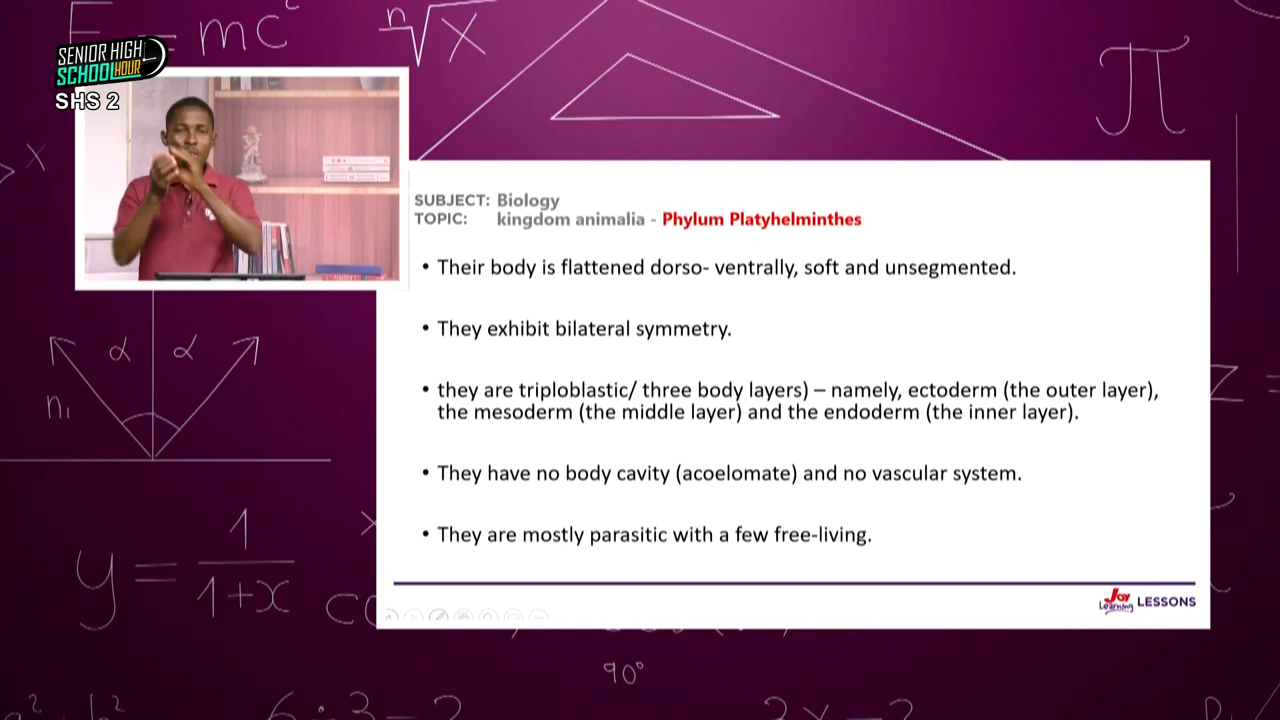 E = mc
n√x
π
SENIOR HIGH
SCHOOL HOUR
SHS 2
x
SUBJECT: Biology
TOPIC: kingdom animalia - Phylum Platyhelminthes
• Their body is flattened dorso- ventrally, soft and unsegmented.
• They exhibit bilateral symmetry.
• they are triploblastic/ three body layers) – namely, ectoderm (the outer layer),
the mesoderm (the middle layer) and the endoderm (the inner layer).
• They have no body cavity (acoelomate) and no vascular system.
• They are mostly parasitic with a few free-living.
α α
n₁
z =
y = 1/1+x
x
Joy
Learning LESSONS
90°